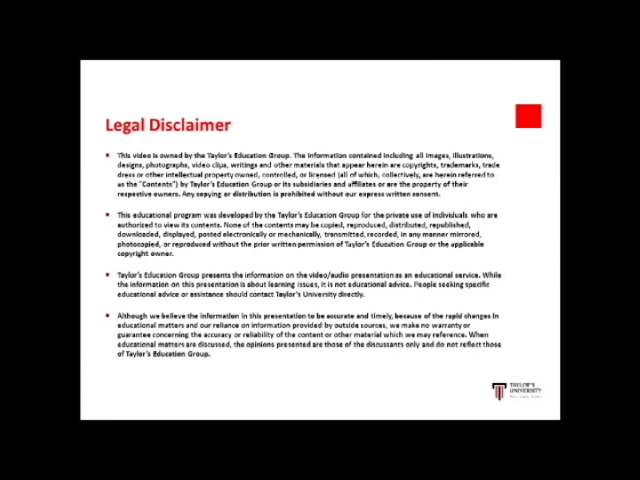 Legal Disclaimer
This video is owned by the Taylor's Education Group. The information contained including all images, illustrations,
designs, photographs, video clips, writings and other materials that appear herein are copyrights, trademarks, trade
dress or other intellectual property owned, controlled, or licensed (all of which, collectively, are herein referred to
as the "Contents") by Taylor's Education Group or its subsidiaries and affiliates or are the property of their
respective owners. Any copying or distribution is prohibited without our express written consent.
This educational program was developed by the Taylor's Education Group for the private use of individuals who are
authorized to view its contents. None of the contents may be copied, reproduced, distributed, republished,
downloaded, displayed, posted electronically or mechanically, transmitted, recorded, in any manner mirrored,
photocopied, or reproduced without the prior written permission of Taylor's Education Group or the applicable
copyright owner.
Taylor's Education Group presents the information on the video/audio presentation as an educational service. While
the information on this presentation is about learning issues, it is not educational advice. People seeking specific
educational advice or assistance should contact Taylor's University directly.
Although we believe the information in this presentation to be accurate and timely, because of the rapid changes in
educational matters and our reliance on information provided by outside sources, we make no warranty or
guarantee concerning the accuracy or reliability of the content or other material which we may reference. When
educational matters are discussed, the opinions presented are those of the discussants only and do not reflect those
of Taylor's Education Group.
TAYLOR'S
UNIVERSITY